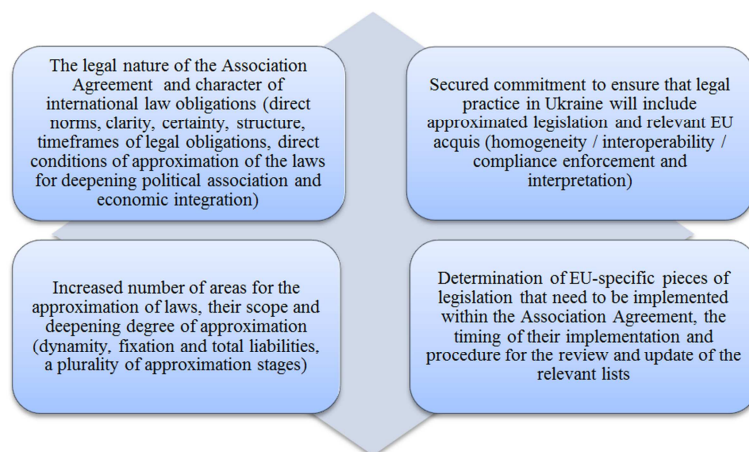 The legal nature of the Association
Agreement and character of
international law obligations (direct
norms, clarity, certainty, structure,
timeframes of legal obligations, direct
conditions of approximation of the laws
for deepening political association and
economic integration)
Secured commitment to ensure that legal
practice in Ukraine will include
approximated legislation and relevant EU
acquis (homogeneity / interoperability /
compliance enforcement and
interpretation)
Increased number of areas for the
approximation of laws, their scope and
deepening degree of approximation
(dynamity, fixation and total liabilities,
a plurality of approximation stages)
Determination of EU-specific pieces of
legislation that need to be implemented
within the Association Agreement, the
timing of their implementation and
procedure for the review and update of the
relevant lists